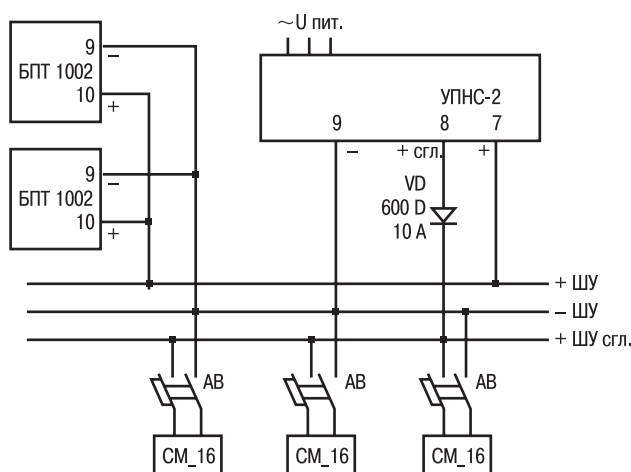 ~U пит.
9
–
БПТ 1002
10
+
УПНС-2
9
8
7
–
+ сгл.
+
9
–
БПТ 1002
10
+
VD
600 D
10 А
+ ШУ
– ШУ
+ ШУ сгл.
АВ
АВ
АВ
СМ_16
СМ_16
СМ_16